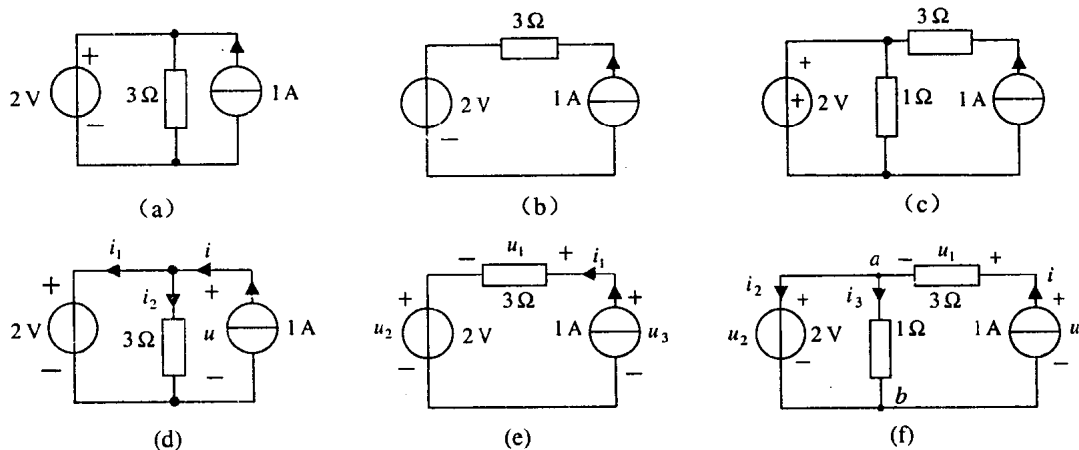 + 2 V − 3 Ω 1 A
(a)
3 Ω 2 V − 1 A
(b)
3 Ω + + 2 V 1 Ω 1 A
(c)
i₁ i + i₂ + 2 V 3 Ω u 1 A − −
(d)
− u₁ + i₁ 3 Ω + + u₂ 2 V 1 A u₃ − −
(e)
a − u₁ + i i₂ i₃ 3 Ω + + u₂ 2 V 1 Ω 1 A u − − b
(f)